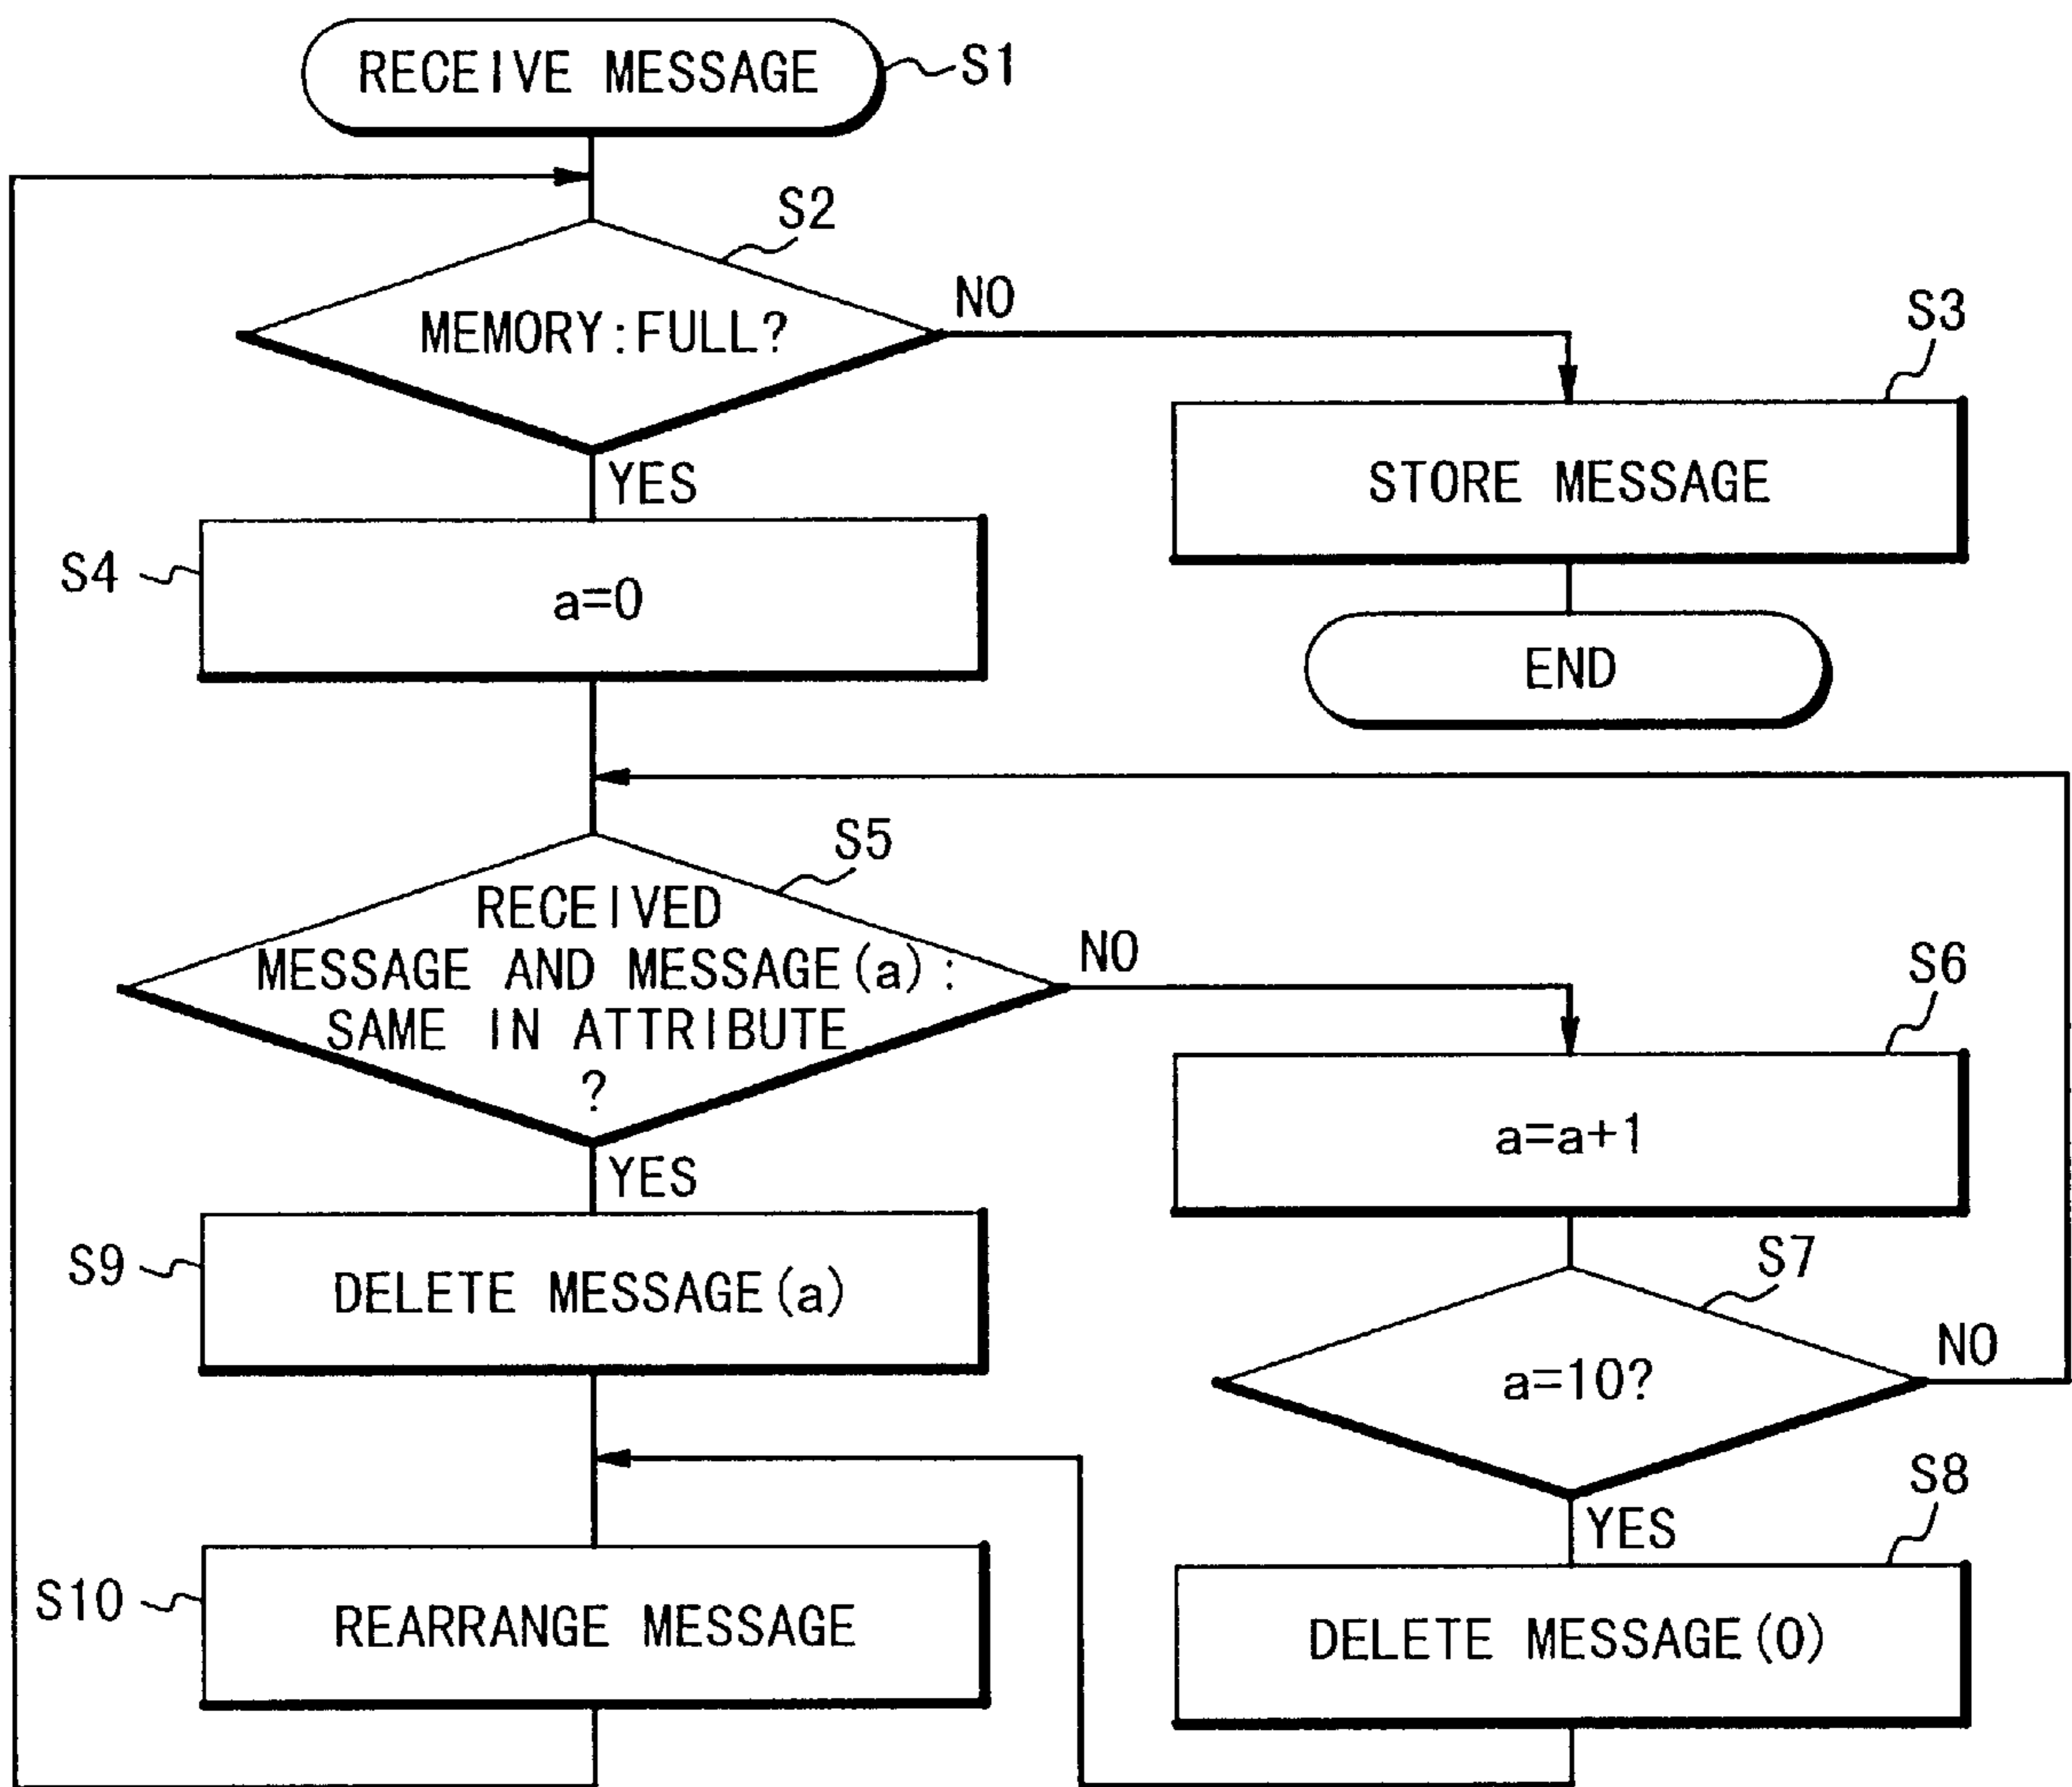 RECEIVE MESSAGE
S1
S2
MEMORY:FULL?
NO
S3
STORE MESSAGE
YES
S4
a=0
END
S5
RECEIVED
MESSAGE AND MESSAGE(a):
SAME IN ATTRIBUTE
?
NO
S6
a=a+1
YES
S9
DELETE MESSAGE(a)
S7
a=10?
NO
YES
S8
DELETE MESSAGE(0)
S10
REARRANGE MESSAGE